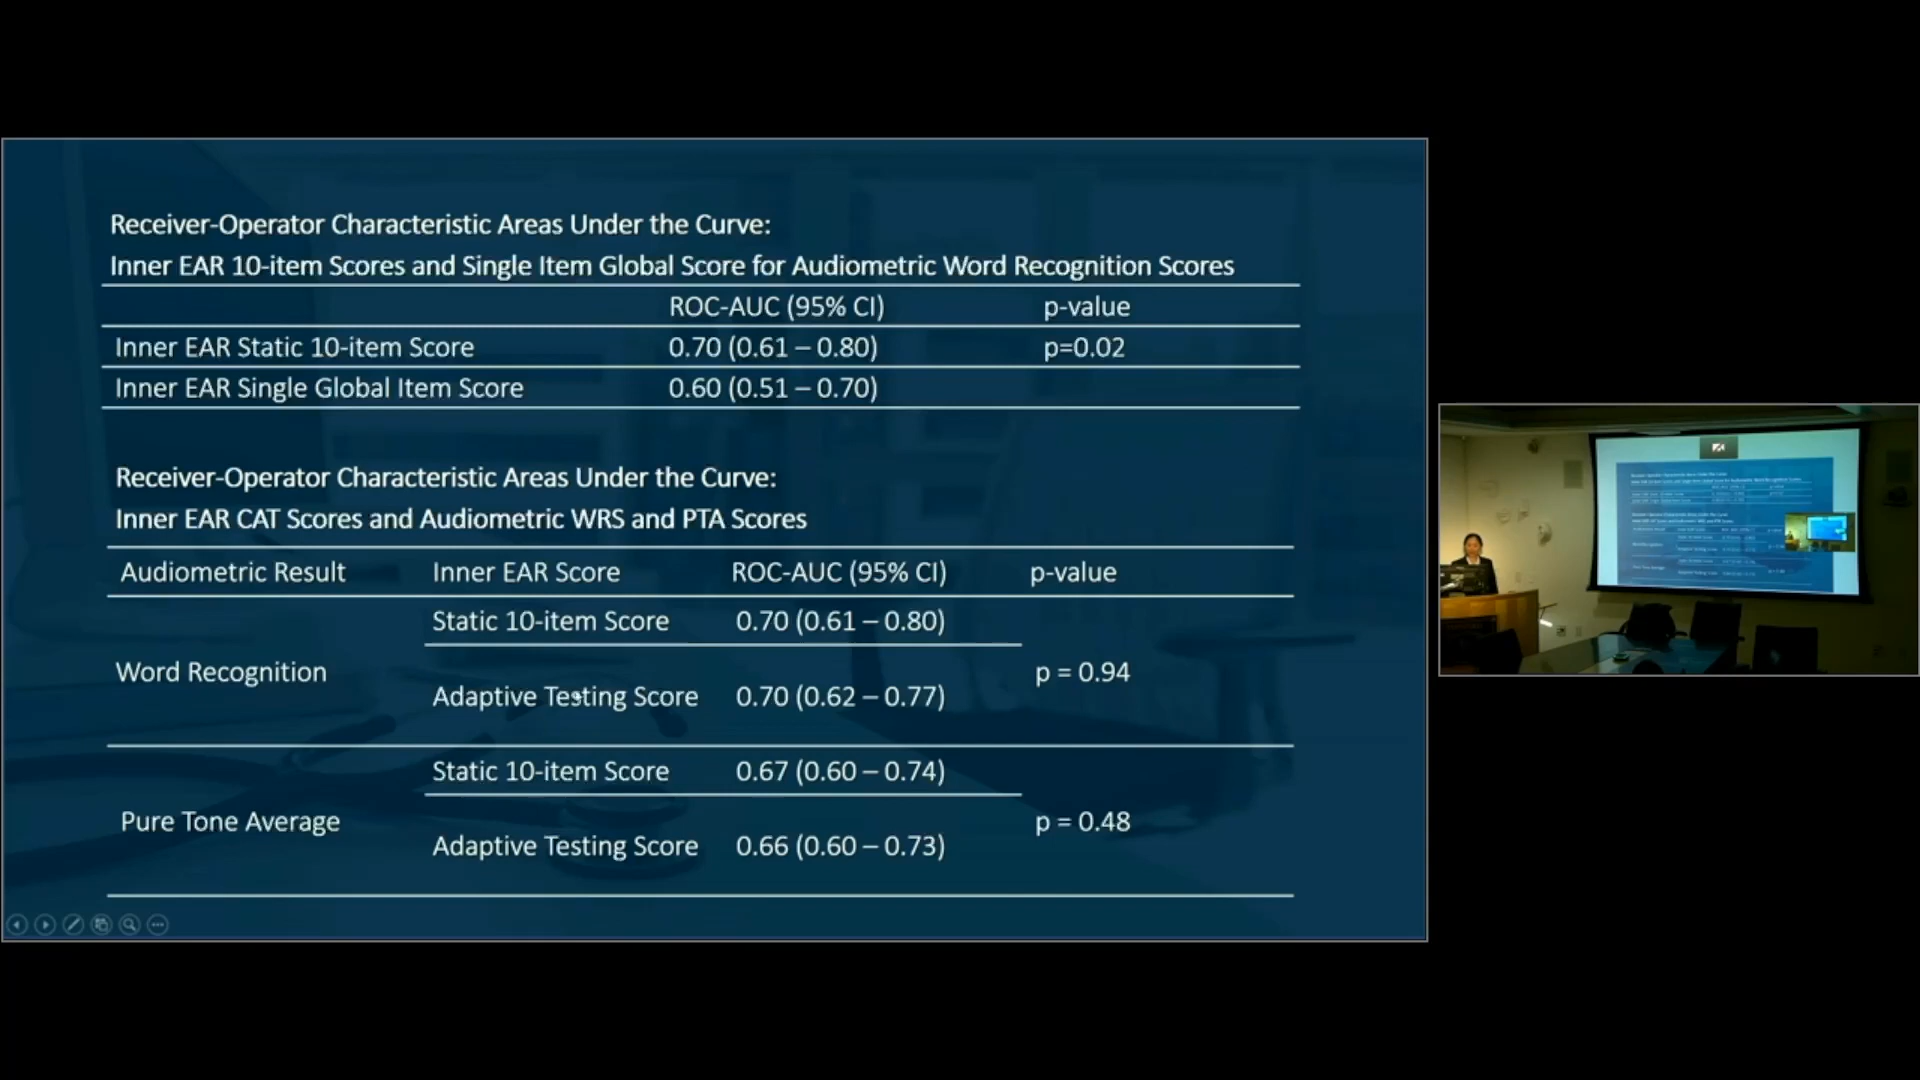 Receiver-Operator Characteristic Areas Under the Curve:
Inner EAR 10-item Scores and Single Item Global Score for Audiometric Word Recognition Scores
ROC-AUC (95% CI) p-value
Inner EAR Static 10-item Score 0.70 (0.61 – 0.80) p=0.02
Inner EAR Single Global Item Score 0.60 (0.51 – 0.70)
Receiver-Operator Characteristic Areas Under the Curve:
Inner EAR CAT Scores and Audiometric WRS and PTA Scores
Audiometric Result Inner EAR Score ROC-AUC (95% CI) p-value
Static 10-item Score 0.70 (0.61 – 0.80)
Word Recognition p = 0.94
Adaptive Testing Score 0.70 (0.62 – 0.77)
Static 10-item Score 0.67 (0.60 – 0.74)
Pure Tone Average p = 0.48
Adaptive Testing Score 0.66 (0.60 – 0.73)